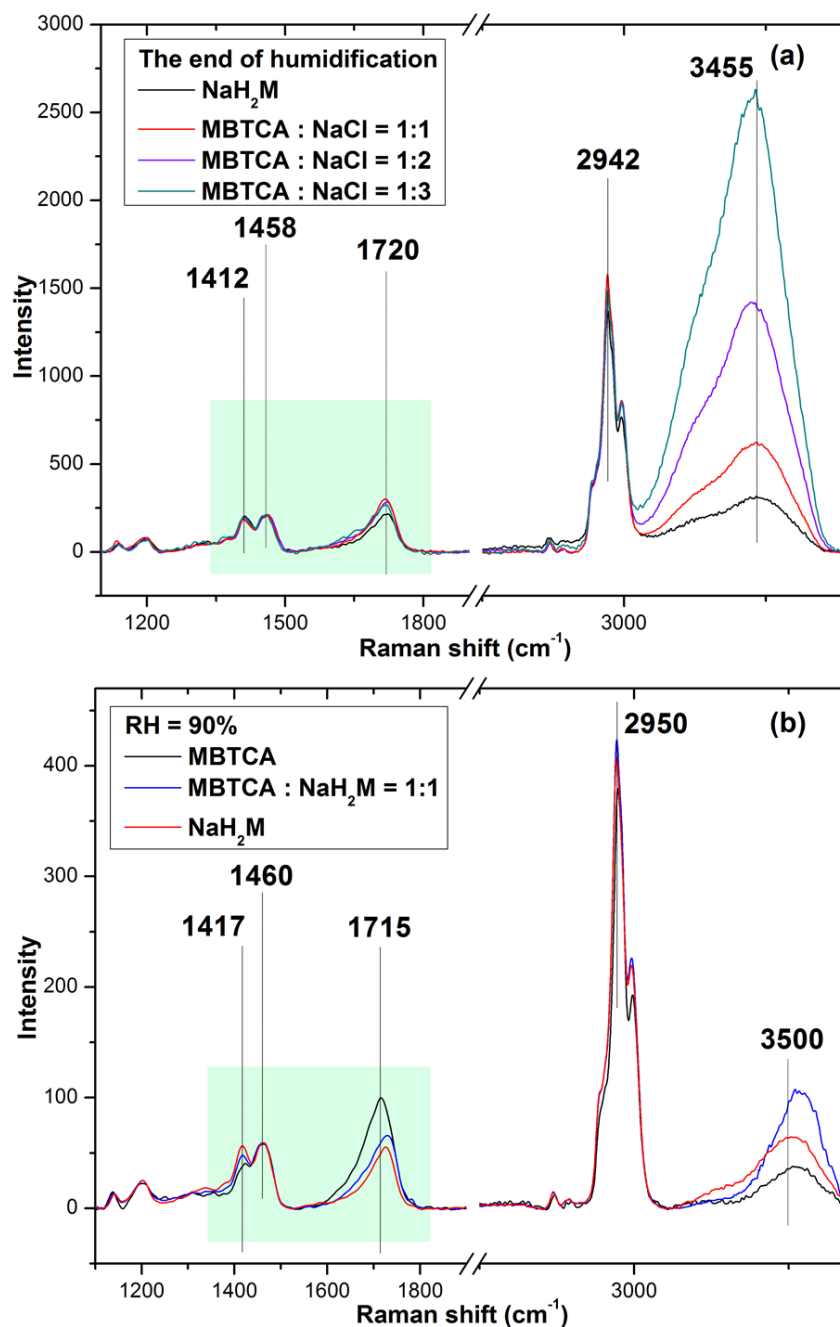 3000
(a)
The end of humidification
NaH₂M
MBTCA : NaCl = 1:1
MBTCA : NaCl = 1:2
MBTCA : NaCl = 1:3
3455
2942
1458
1720
1412
2500
2000
1500
1000
500
0
Intensity
1200 1500 1800 3000
Raman shift (cm⁻¹)
(b)
RH = 90%
MBTCA
MBTCA : NaH₂M = 1:1
NaH₂M
2950
1460
1417
1715
3500
400
300
200
100
0
Intensity
1200 1400 1600 1800 3000
Raman shift (cm⁻¹)